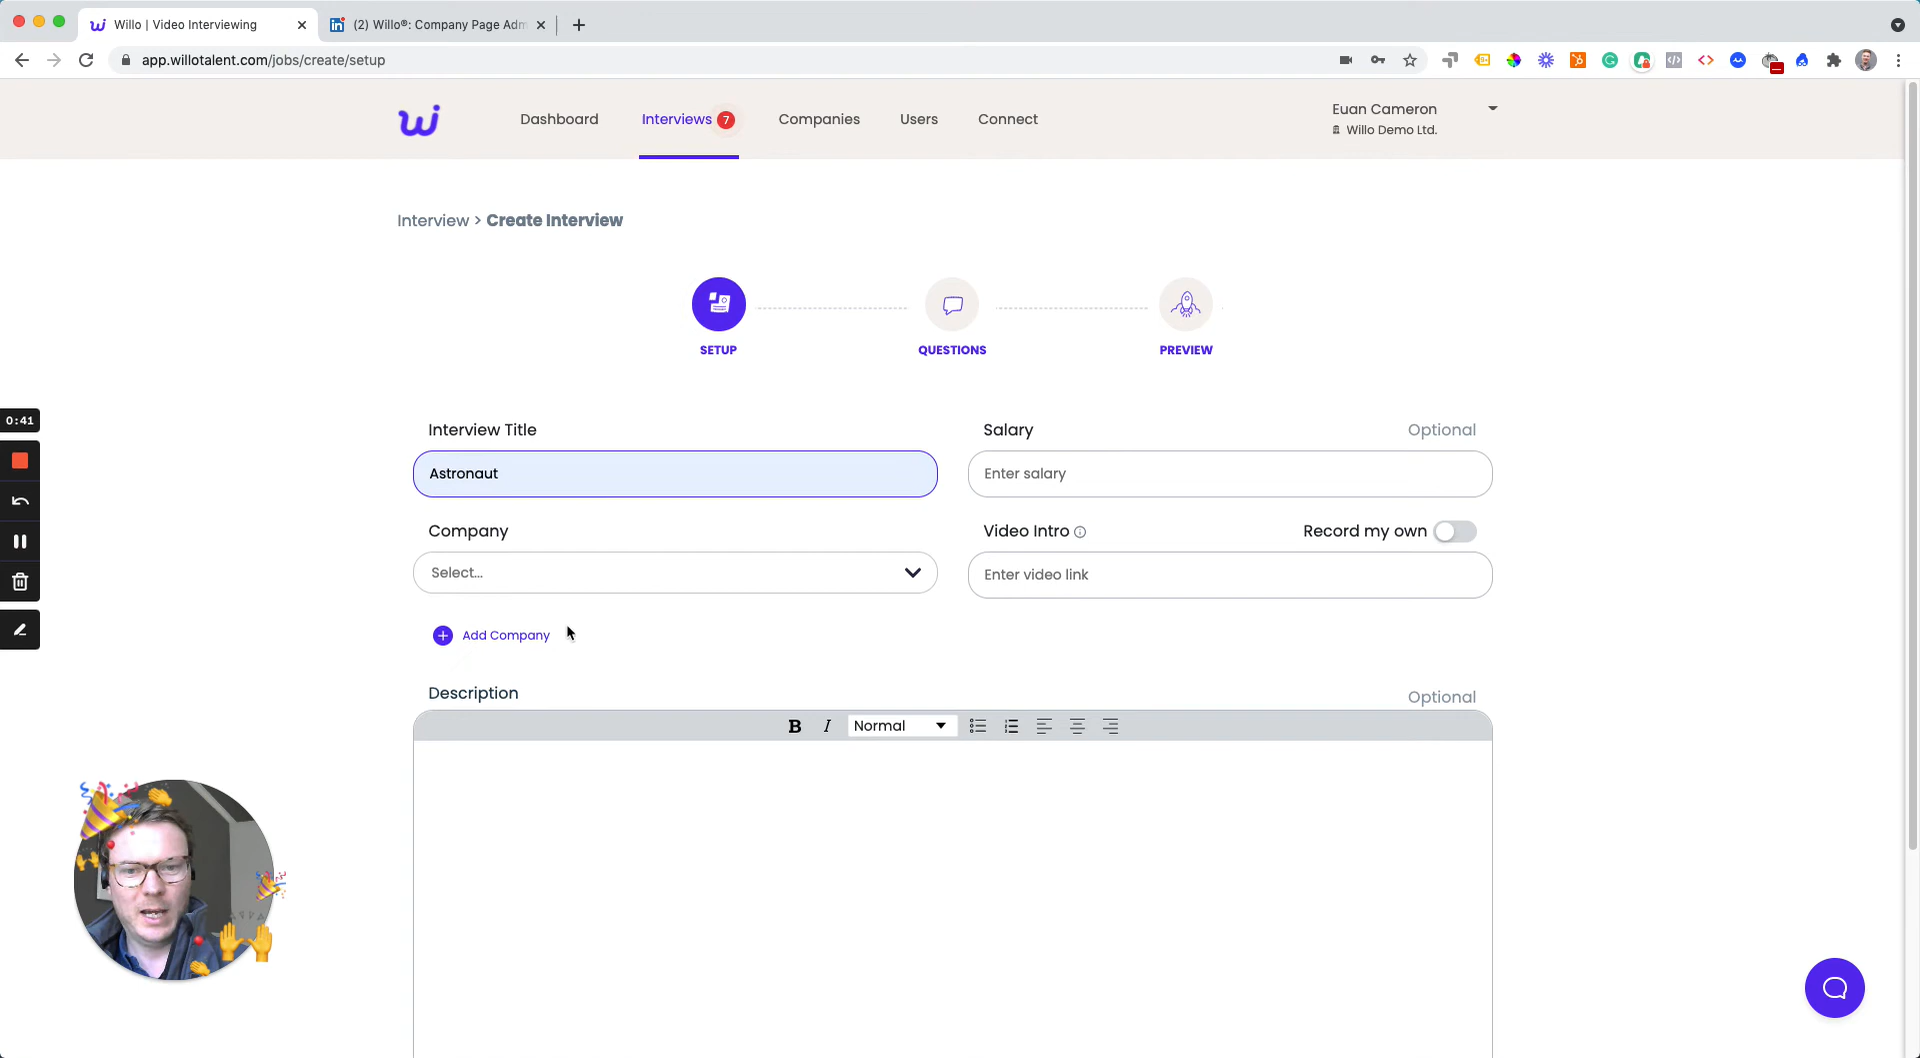 Willo | Video Interviewing
(2) Willo®: Company Page Adm
app.willotalent.com/jobs/create/setup
Dashboard
Interviews 7
Companies
Users
Connect
Euan Cameron
Willo Demo Ltd.
Interview > Create Interview
SETUP
QUESTIONS
PREVIEW
0:41
Interview Title
Salary
Optional
Astronaut
Enter salary
Company
Video Intro
Record my own
Select...
Enter video link
Add Company
Description
Optional
B I Normal